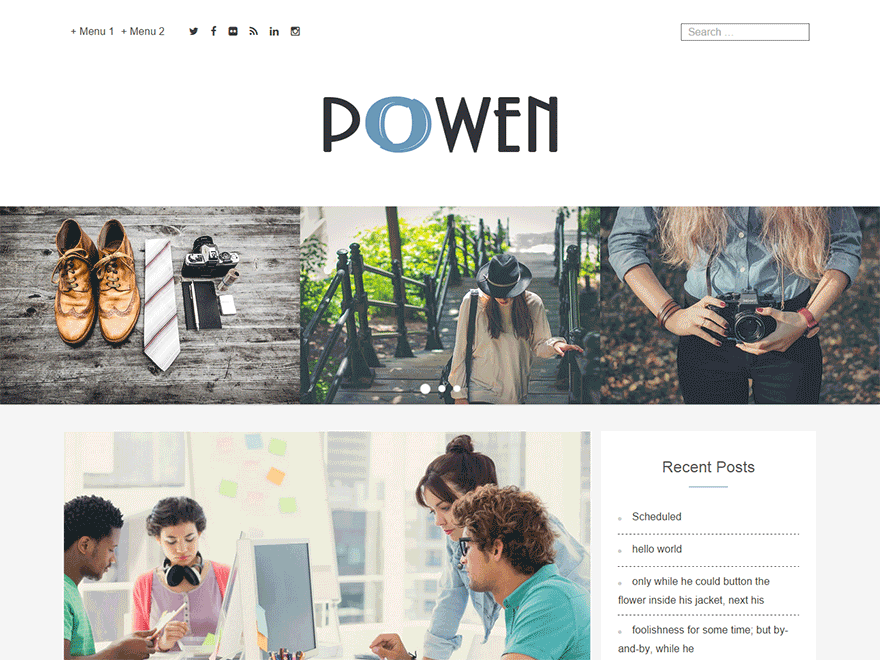 + Menu 1 + Menu 2
Search ...
POWEN
Recent Posts
Scheduled
hello world
only while he could button the
flower inside his jacket, next his
foolishness for some time; but by-
and-by, while he